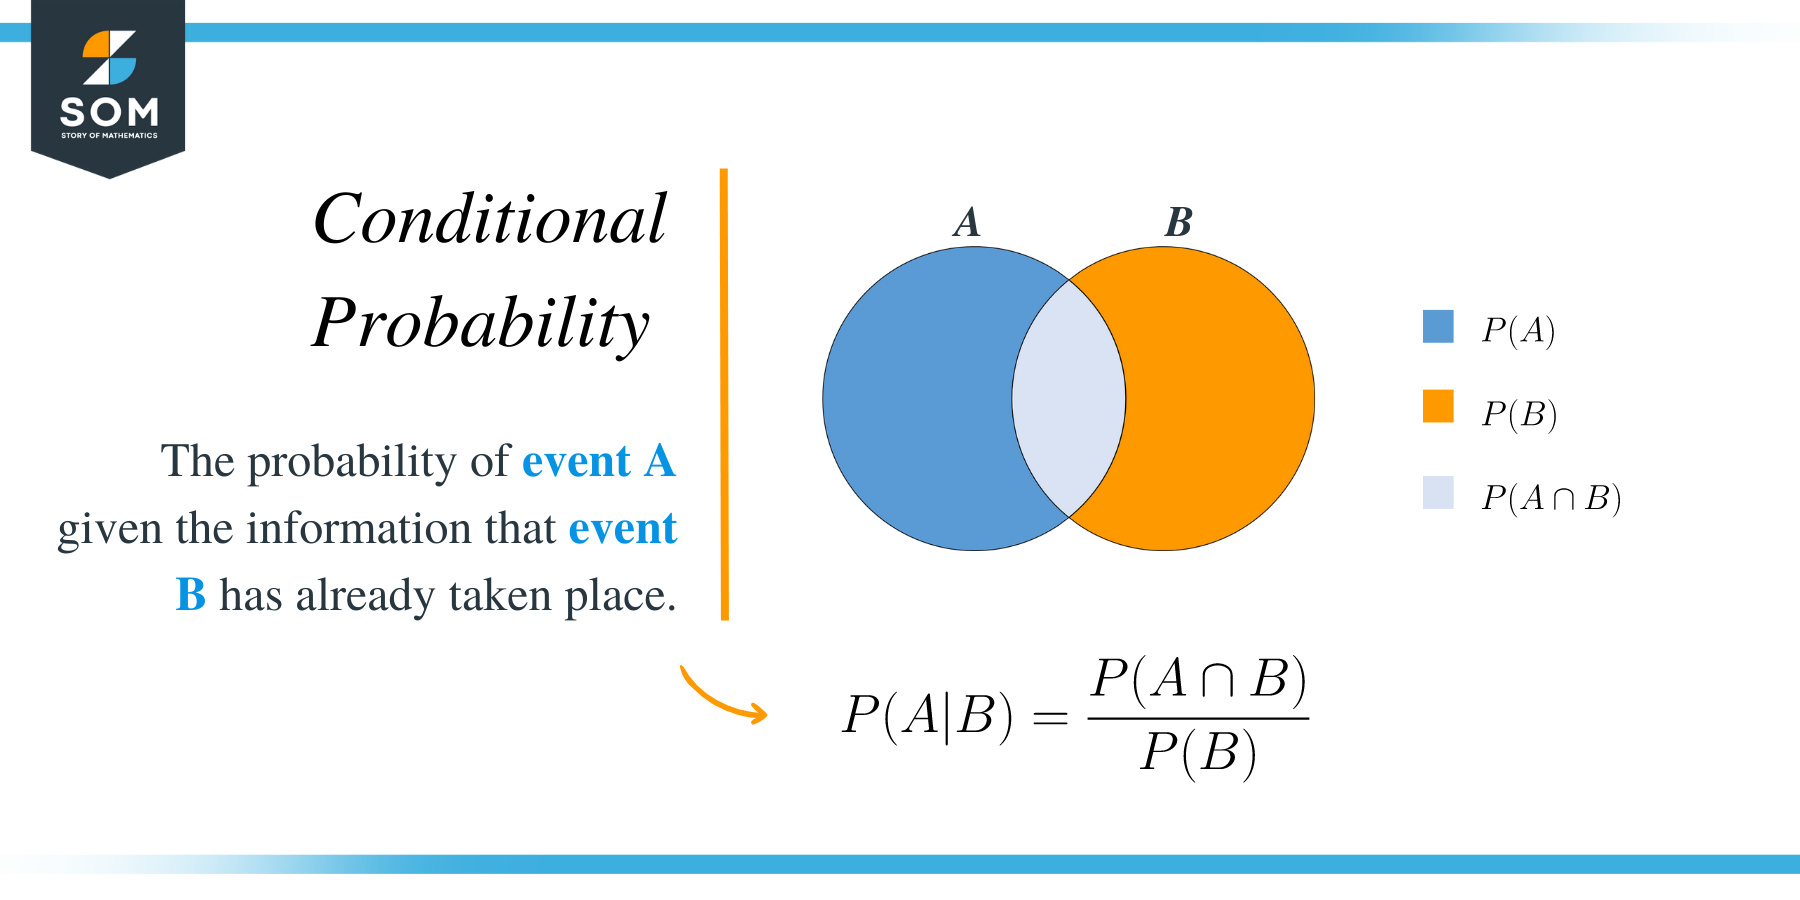 SOM
STORY OF MATHEMATICS
Conditional
Probability
The probability of event A
given the information that event
B has already taken place.
A
B
P(A)
P(B)
P(A ∩ B)
P(A|B) = P(A ∩ B)
P(B)